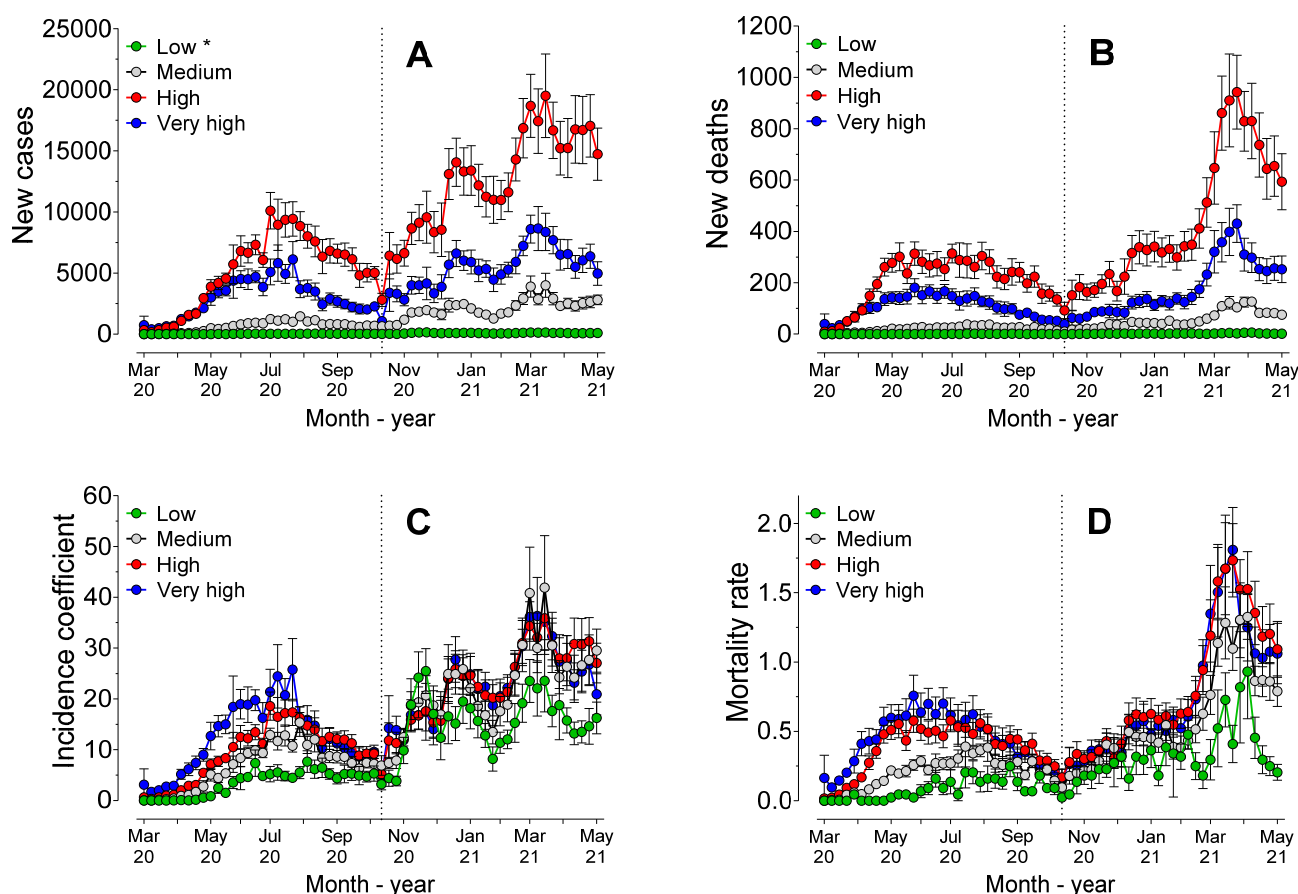 A
New cases
25000
20000
15000
10000
5000
0
Low *
Medium
High
Very high
Mar May Jul Sep Nov Jan Mar May
20 20 20 20 20 21 21 21
Month - year
B
New deaths
1200
1000
800
600
400
200
0
Low
Medium
High
Very high
Mar May Jul Sep Nov Jan Mar May
20 20 20 20 20 21 21 21
Month - year
C
Incidence coefficient
60
50
40
30
20
10
0
Low
Medium
High
Very high
Mar May Jul Sep Nov Jan Mar May
20 20 20 20 20 21 21 21
Month - year
D
Mortality rate
2.0
1.5
1.0
0.5
0.0
Low
Medium
High
Very high
Mar May Jul Sep Nov Jan Mar May
20 20 20 20 20 21 21 21
Month - year